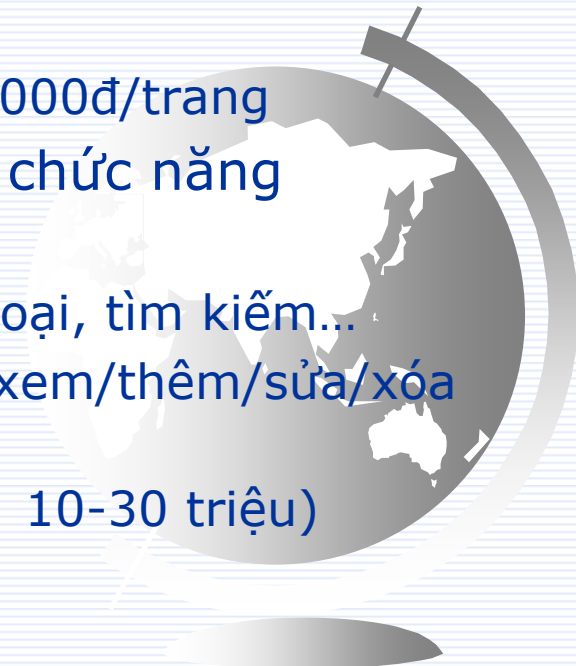 000đ/trang
chức năng
oại, tìm kiếm…
xem/thêm/sửa/xóa
10-30 triệu)